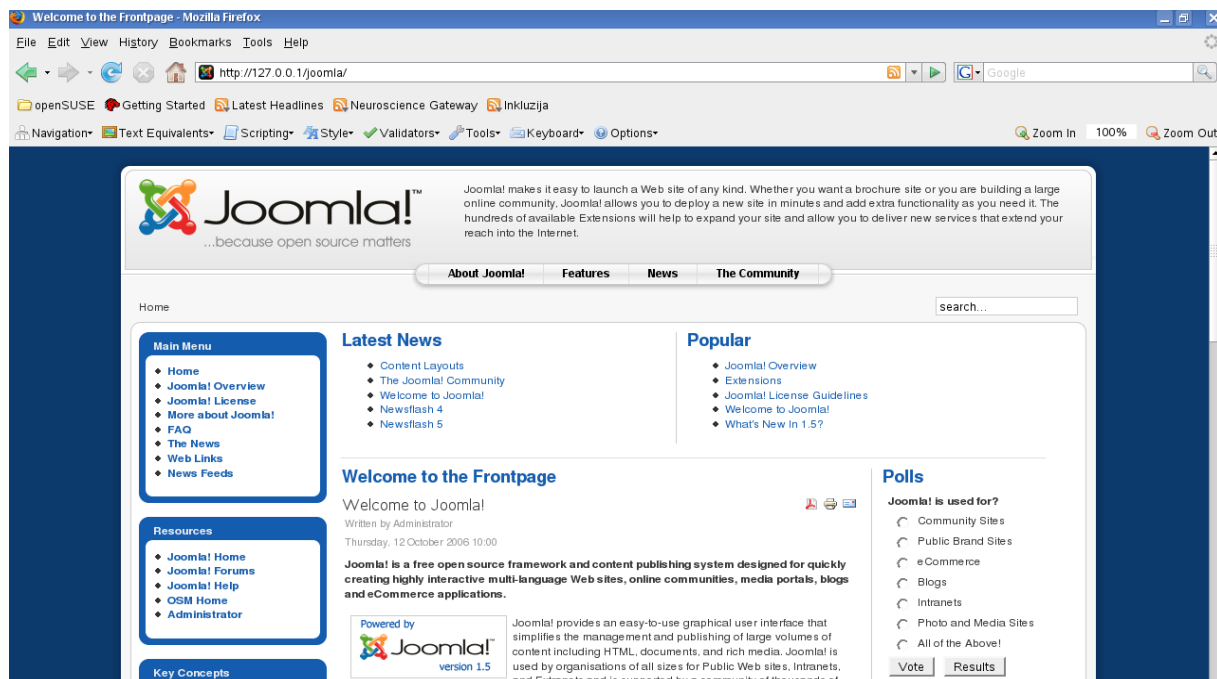 Welcome to the Frontpage - Mozilla Firefox
File Edit View History Bookmarks Tools Help
http://127.0.0.1/joomla/
G Google
openSUSE Getting Started Latest Headlines Neuroscience Gateway Inkluzija
Navigation Text Equivalents Scripting Style Validators Tools Keyboard Options Zoom In 100% Zoom Out
Joomla!™
...because open source matters
Joomla! makes it easy to launch a Web site of any kind. Whether you want a brochure site or you are building a large
online community, Joomla! allows you to deploy a new site in minutes and add extra functionality as you need it. The
hundreds of available Extensions will help to expand your site and allow you to deliver new services that extend your
reach into the Internet.
About Joomla! Features News The Community
Home
search...
Main Menu
Home
Joomla! Overview
Joomla! License
More about Joomla!
FAQ
The News
Web Links
News Feeds
Resources
Joomla! Home
Joomla! Forums
Joomla! Help
OSM Home
Administrator
Key Concepts
Latest News
Content Layouts
The Joomla! Community
Welcome to Joomla!
Newsflash 4
Newsflash 5
Popular
Joomla! Overview
Extensions
Joomla! License Guidelines
Welcome to Joomla!
What's New In 1.5?
Welcome to the Frontpage
Welcome to Joomla!
Written by Administrator
Thursday, 12 October 2006 10:00
Joomla! is a free open source framework and content publishing system designed for quickly
creating highly interactive multi-language Web sites, online communities, media portals, blogs
and eCommerce applications.
Powered by
Joomla!™
version 1.5
Joomla! provides an easy-to-use graphical user interface that
simplifies the management and publishing of large volumes of
content including HTML, documents, and rich media. Joomla! is
used by organisations of all sizes for Public Web sites, Intranets,
and Extranets and is supported by a community of thousands of
Polls
Joomla! is used for?
Community Sites
Public Brand Sites
eCommerce
Blogs
Intranets
Photo and Media Sites
All of the Above!
Vote Results